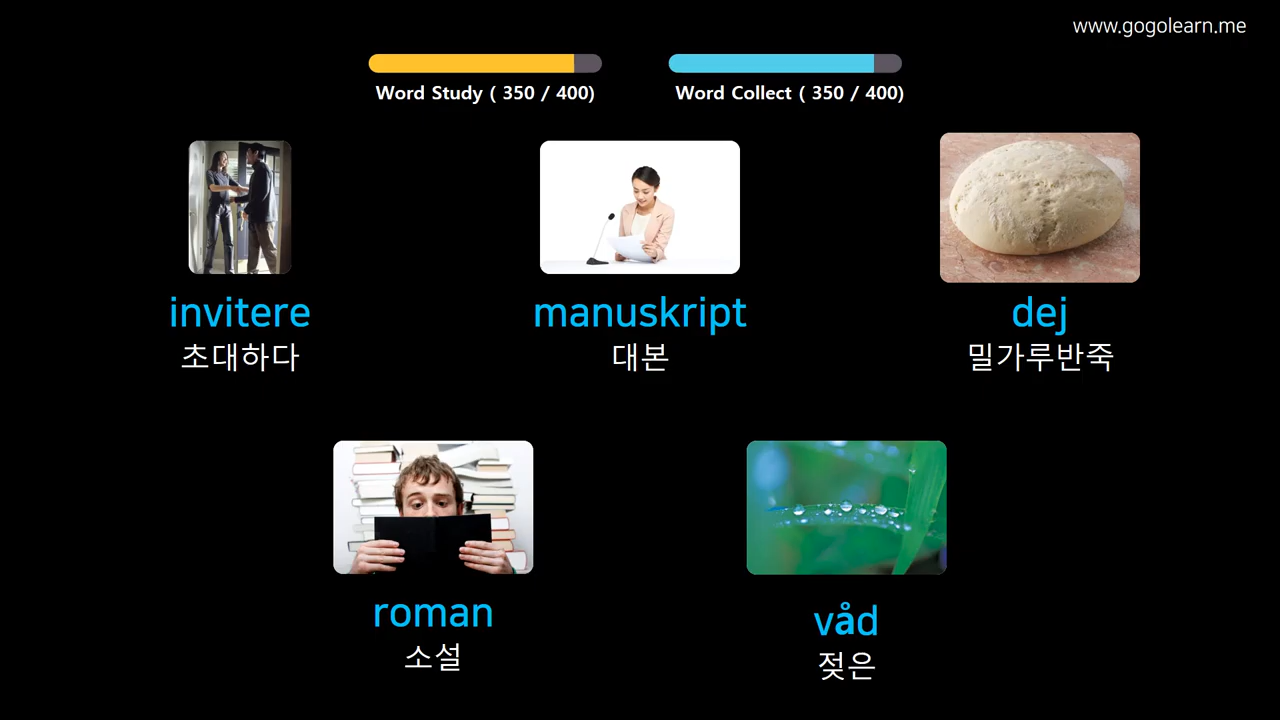 www.gogolearn.me
Word Study ( 350 / 400)
Word Collect ( 350 / 400)
invitere
초대하다
manuskript
대본
dej
밀가루반죽
roman
소설
våd
젖은